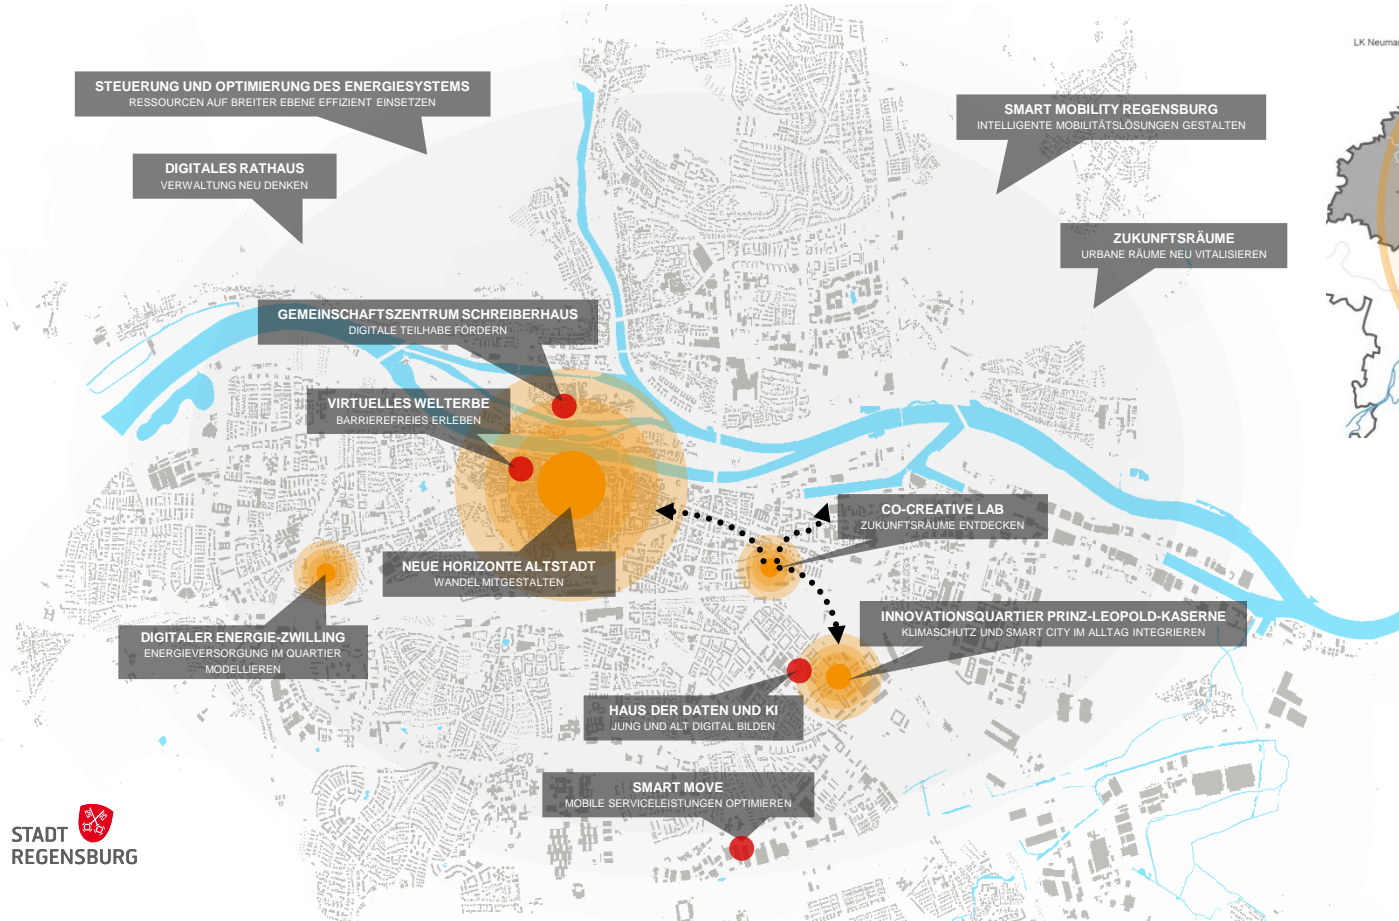 LK Neumar
STEUERUNG UND OPTIMIERUNG DES ENERGIESYSTEMS
RESSOURCEN AUF BREITER EBENE EFFIZIENT EINSETZEN
SMART MOBILITY REGENSBURG
INTELLIGENTE MOBILITÄTSLÖSUNGEN GESTALTEN
DIGITALES RATHAUS
VERWALTUNG NEU DENKEN
ZUKUNFTSRÄUME
URBANE RÄUME NEU VITALISIEREN
GEMEINSCHAFTSZENTRUM SCHREIBERHAUS
DIGITALE TEILHABE FÖRDERN
VIRTUELLES WELTERBE
BARRIEREFREIES ERLEBEN
CO-CREATIVE LAB
ZUKUNFTSRÄUME ENTDECKEN
NEUE HORIZONTE ALTSTADT
WANDEL MITGESTALTEN
INNOVATIONSQUARTIER PRINZ-LEOPOLD-KASERNE
KLIMASCHUTZ UND SMART CITY IM ALLTAG INTEGRIEREN
DIGITALER ENERGIE-ZWILLING
ENERGIEVERSORGUNG IM QUARTIER
MODELLIEREN
HAUS DER DATEN UND KI
JUNG UND ALT DIGITAL BILDEN
SMART MOVE
MOBILE SERVICELEISTUNGEN OPTIMIEREN
STADT
REGENSBURG